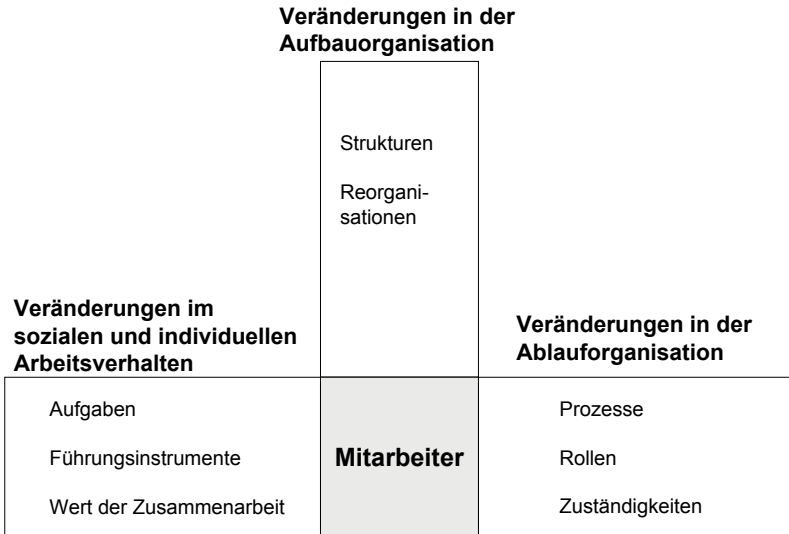 Veränderungen in der
Aufbauorganisation
Strukturen
Reorgani-
sationen
Veränderungen im
sozialen und individuellen
Arbeitsverhalten
Aufgaben
Führungsinstrumente
Wert der Zusammenarbeit
Mitarbeiter
Veränderungen in der
Ablauforganisation
Prozesse
Rollen
Zuständigkeiten